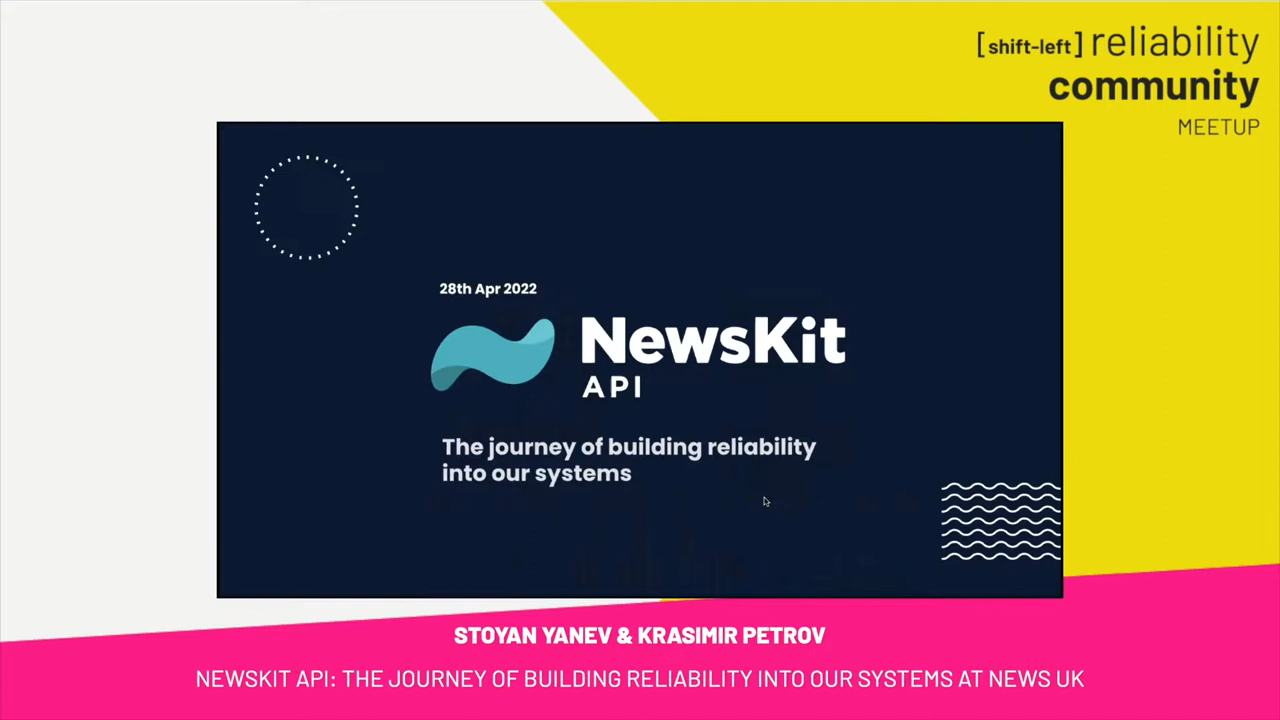 [shift-left] reliability
community
MEETUP
28th Apr 2022
NewsKit
API
The journey of building reliability
into our systems
STOYAN YANEV & KRASIMIR PETROV
NEWSKIT API: THE JOURNEY OF BUILDING RELIABILITY INTO OUR SYSTEMS AT NEWS UK